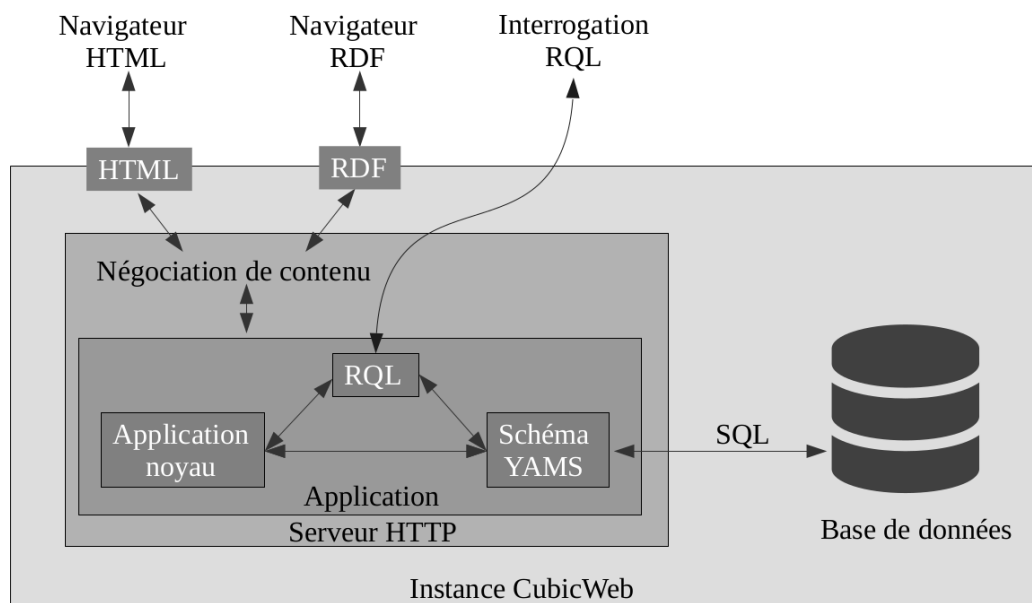 Navigateur
HTML
Navigateur
RDF
Interrogation
RQL
HTML
RDF
Négociation de contenu
RQL
Application
noyau
Schéma
YAMS
SQL
Application
Serveur HTTP
Base de données
Instance CubicWeb